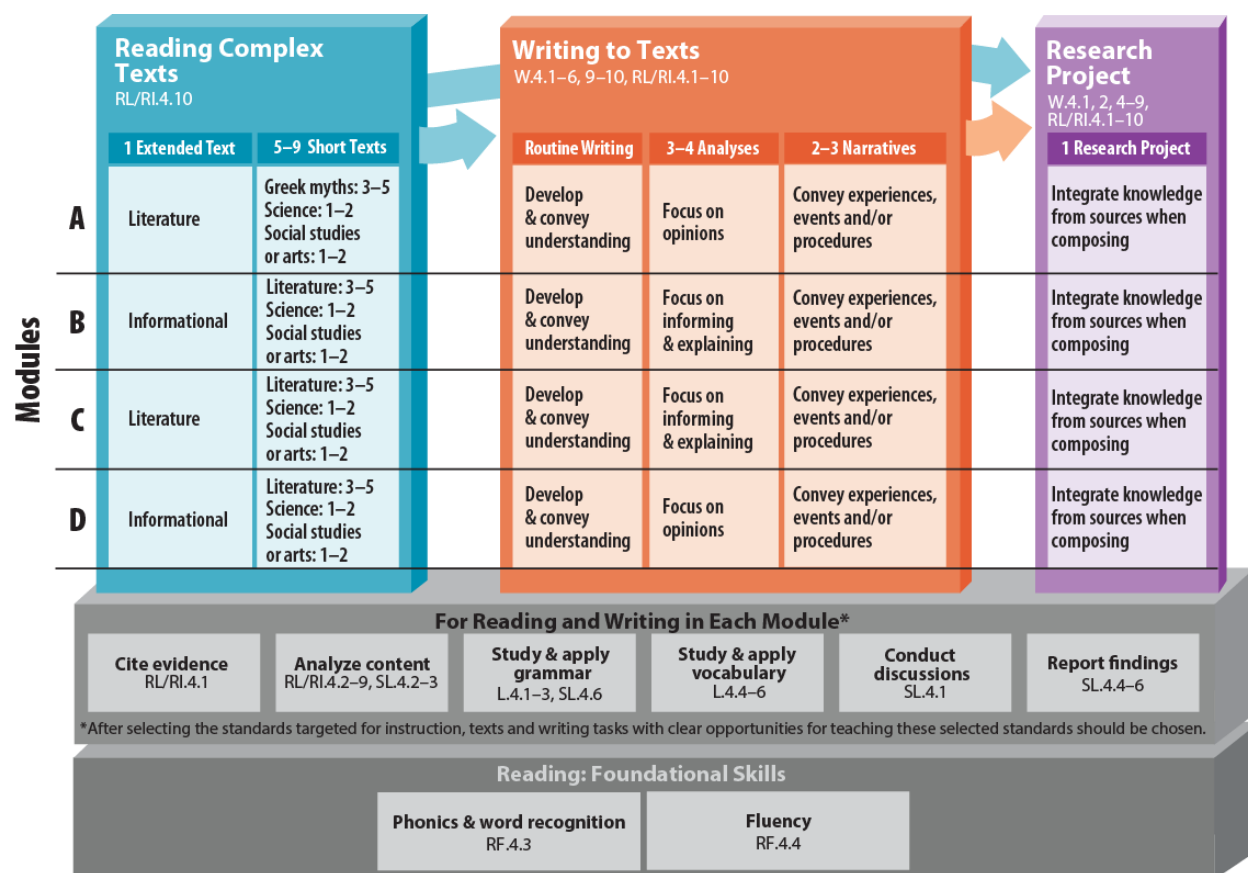 Reading Complex
Texts
RL/RI.4.10
Writing to Texts
W.4.1–6, 9–10, RL/RI.4.1–10
Research
Project
W.4.1, 2, 4–9,
RL/RI.4.1–10
1 Extended Text
5–9 Short Texts
Routine Writing
3–4 Analyses
2–3 Narratives
1 Research Project
Modules
A
Literature
Greek myths: 3–5
Science: 1–2
Social studies
or arts: 1–2
Develop
& convey
understanding
Focus on
opinions
Convey experiences,
events and/or
procedures
Integrate knowledge
from sources when
composing
B
Informational
Literature: 3–5
Science: 1–2
Social studies
or arts: 1–2
Develop
& convey
understanding
Focus on
informing
& explaining
Convey experiences,
events and/or
procedures
Integrate knowledge
from sources when
composing
C
Literature
Literature: 3–5
Science: 1–2
Social studies
or arts: 1–2
Develop
& convey
understanding
Focus on
informing
& explaining
Convey experiences,
events and/or
procedures
Integrate knowledge
from sources when
composing
D
Informational
Literature: 3–5
Science: 1–2
Social studies
or arts: 1–2
Develop
& convey
understanding
Focus on
opinions
Convey experiences,
events and/or
procedures
Integrate knowledge
from sources when
composing
For Reading and Writing in Each Module*
Cite evidence
RL/RI.4.1
Analyze content
RL/RI.4.2–9, SL.4.2–3
Study & apply
grammar
L.4.1–3, SL.4.6
Study & apply
vocabulary
L.4.4–6
Conduct
discussions
SL.4.1
Report findings
SL.4.4–6
*After selecting the standards targeted for instruction, texts and writing tasks with clear opportunities for teaching these selected standards should be chosen.
Reading: Foundational Skills
Phonics & word recognition
RF.4.3
Fluency
RF.4.4